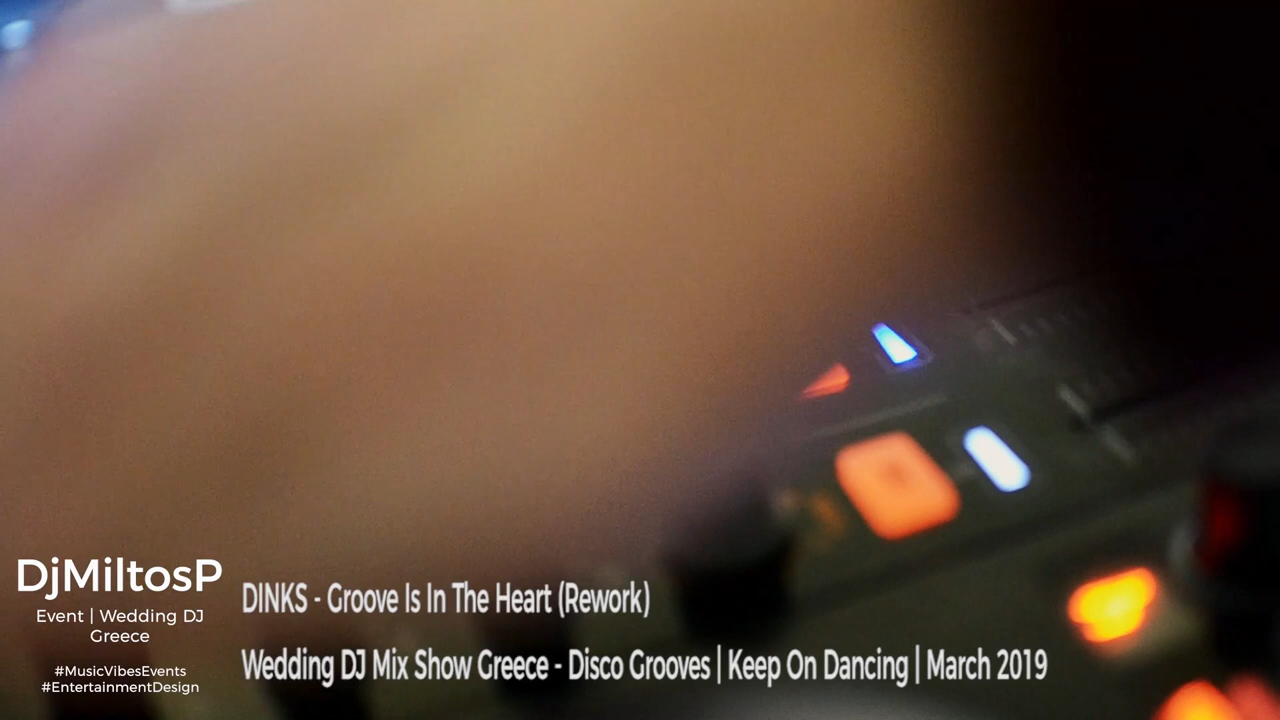 DjMiltosP
Event | Wedding DJ
Greece
#MusicVibesEvents
#EntertainmentDesign
DINKS - Groove Is In The Heart (Rework)
Wedding DJ Mix Show Greece - Disco Grooves | Keep On Dancing | March 2019